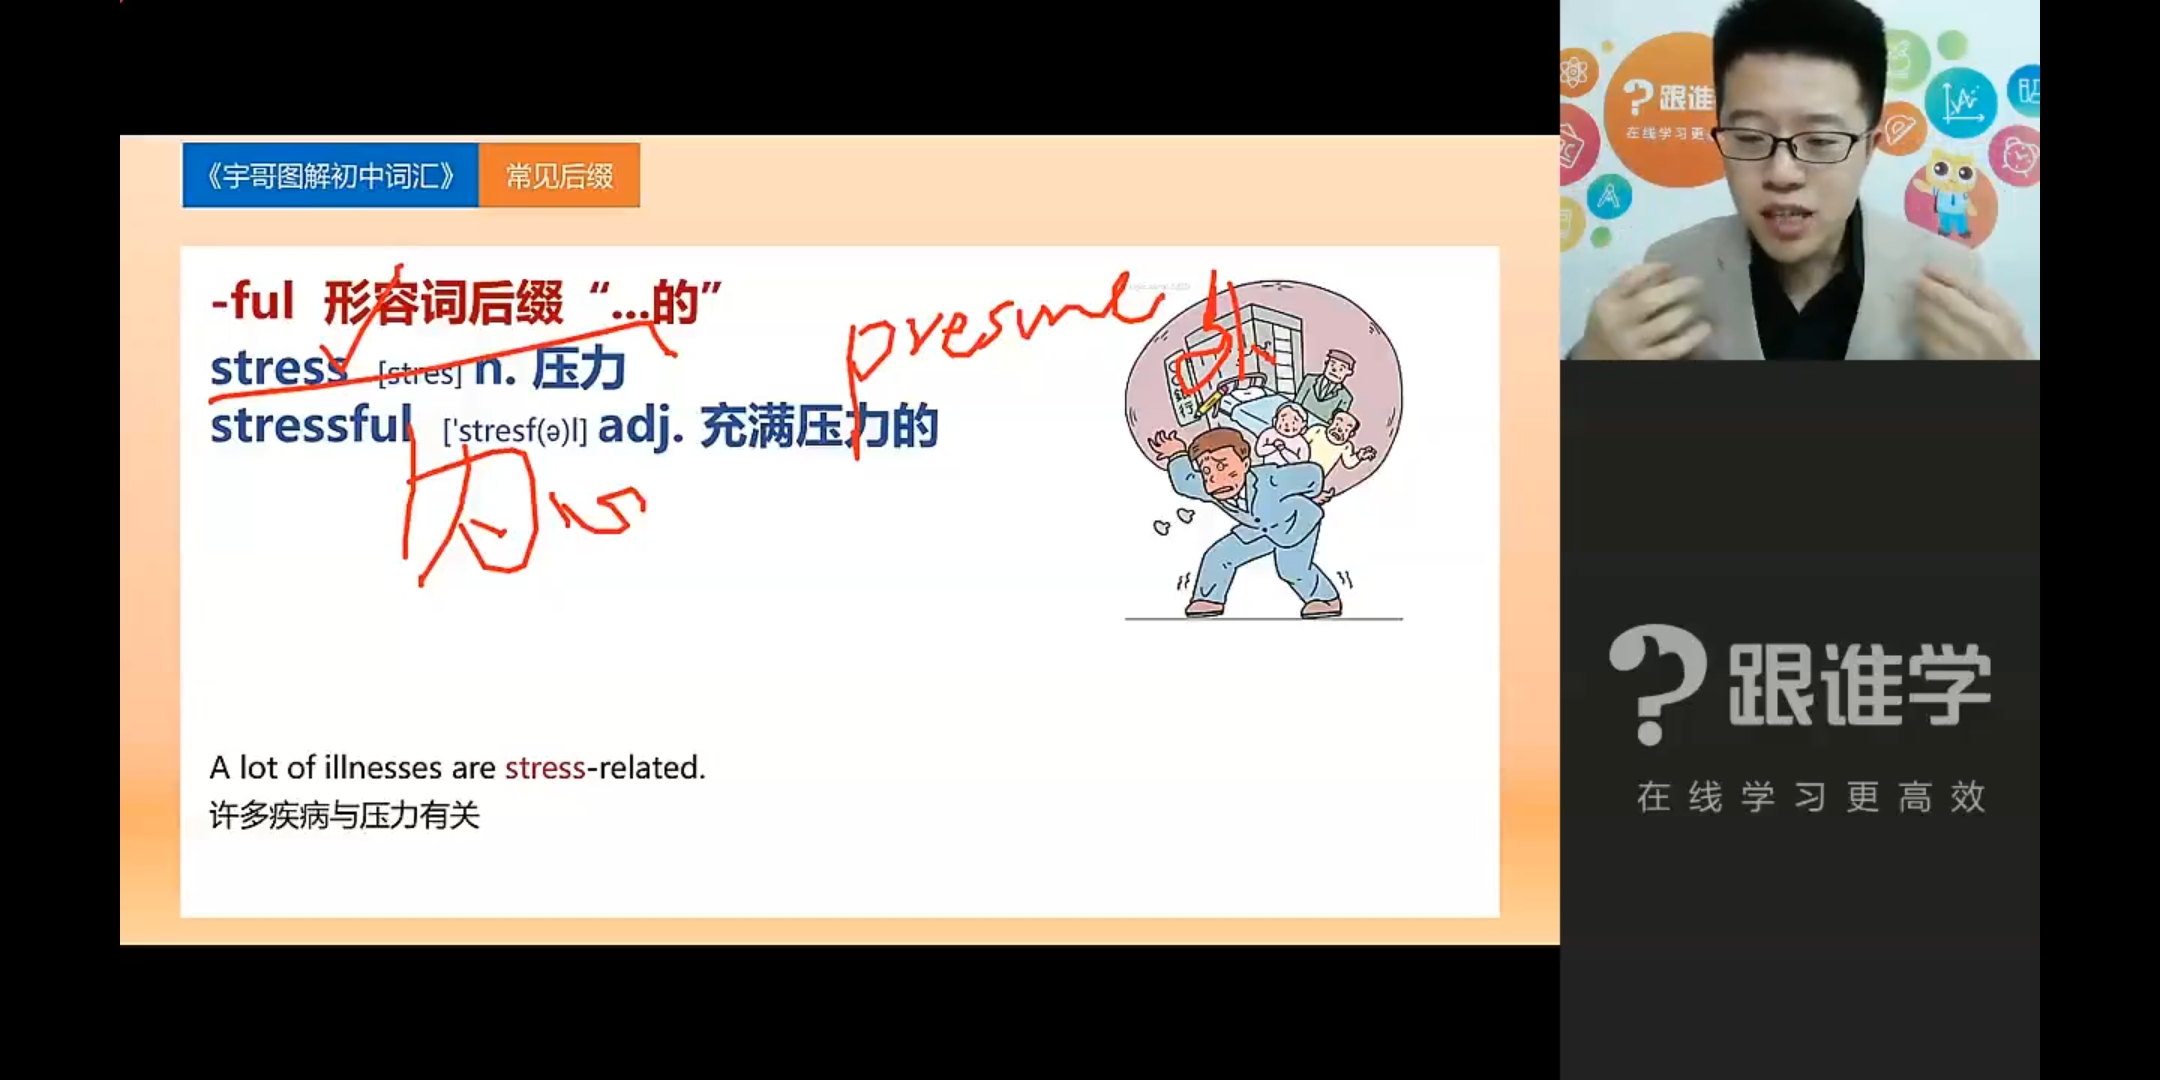 《宇哥图解初中词汇》 常见后缀
-ful 形容词后缀“...的”
stress [stres] n. 压力
stressful ['stresf(ə)l] adj. 充满压力的
外
内
A lot of illnesses are stress-related.
许多疾病与压力有关
跟谁
在线学习更
跟谁学
在线学习更高效